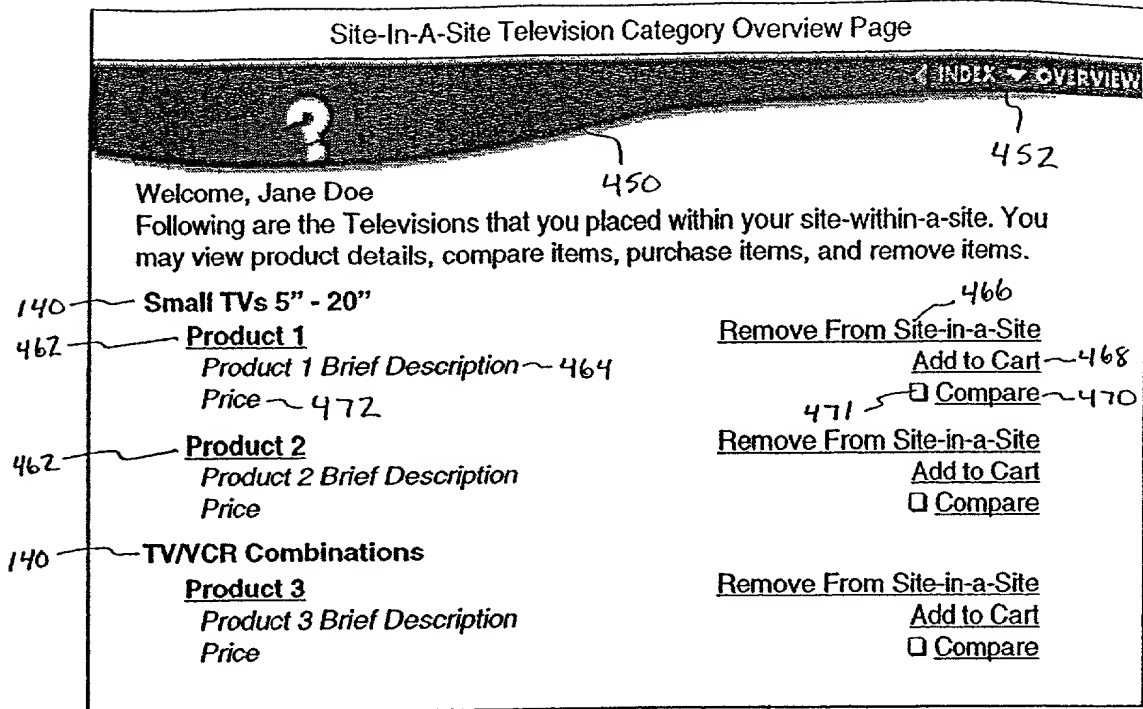 Site-In-A-Site Television Category Overview Page
INDEX OVERVIEW
450
452
Welcome, Jane Doe
Following are the Televisions that you placed within your site-within-a-site. You
may view product details, compare items, purchase items, and remove items.
140 Small TVs 5” - 20” 466
462 Product 1 Remove From Site-in-a-Site
Product 1 Brief Description 464 Add to Cart 468
Price 472 471 Compare 470
462 Product 2 Remove From Site-in-a-Site
Product 2 Brief Description Add to Cart
Price Compare
140 TV/VCR Combinations
Product 3 Remove From Site-in-a-Site
Product 3 Brief Description Add to Cart
Price Compare